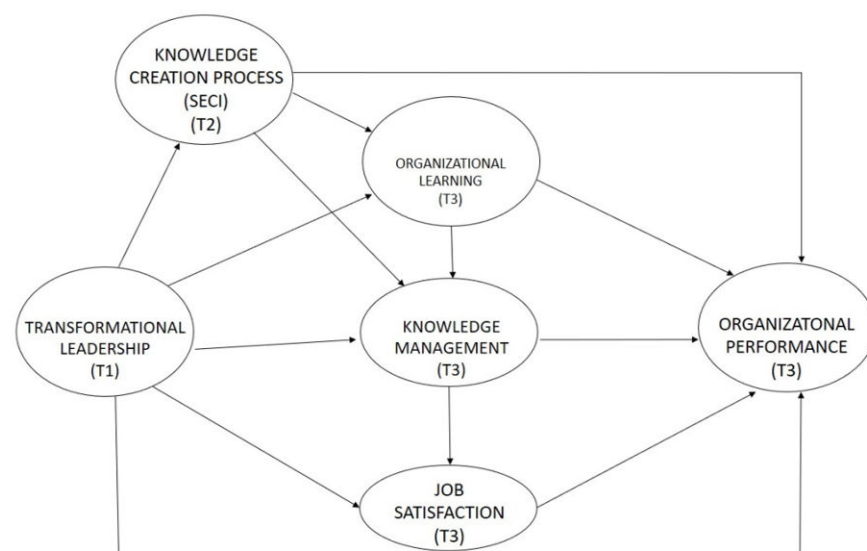 KNOWLEDGE
CREATION PROCESS
(SECI)
(T2)
ORGANIZATIONAL
LEARNING
(T3)
TRANSFORMATIONAL
LEADERSHIP
(T1)
KNOWLEDGE
MANAGEMENT
(T3)
ORGANIZATONAL
PERFORMANCE
(T3)
JOB
SATISFACTION
(T3)